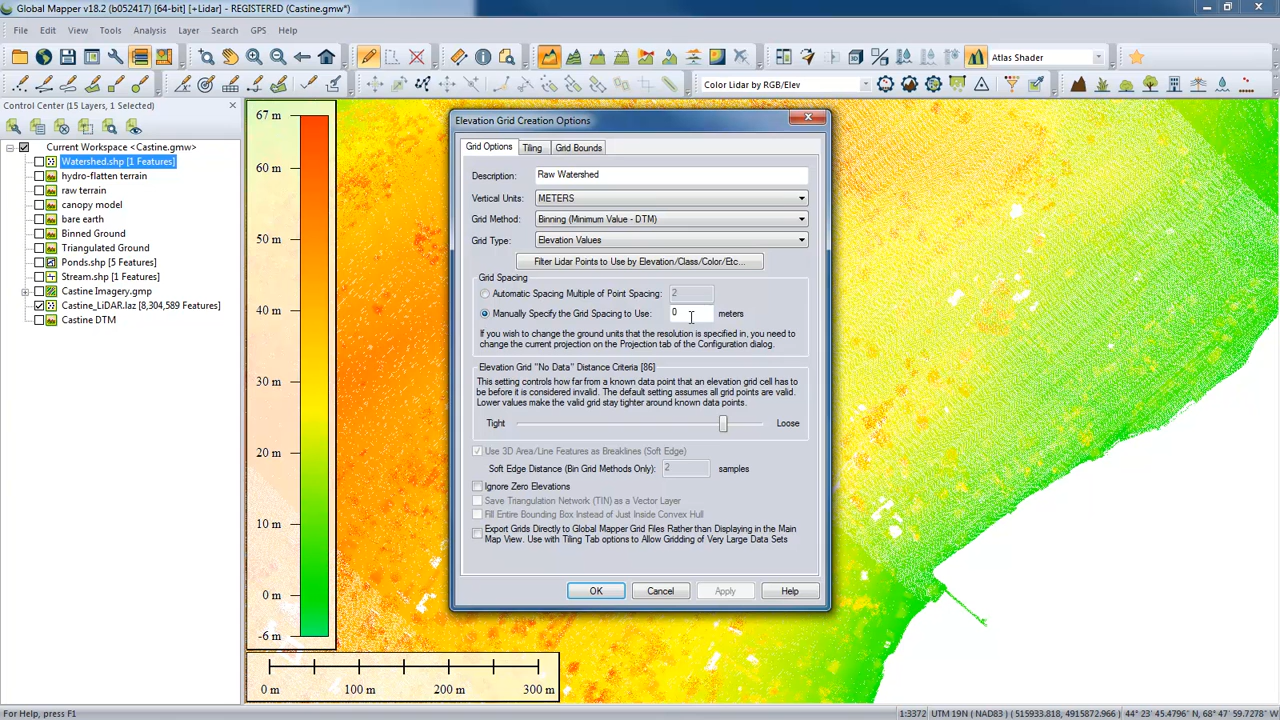 Global Mapper v18.2 (b052417) [64-bit] [+Lidar] - REGISTERED (Castine.gmw*)
File Edit View Tools Analysis Layer Search GPS Help
Atlas Shader
Color Lidar by RGB/Elev
Control Center (15 Layers, 1 Selected)
Current Workspace <Castine.gmw>
Watershed.shp [1 Features]
hydro-flatten terrain
raw terrain
canopy model
bare earth
Binned Ground
Triangulated Ground
Ponds.shp [5 Features]
Stream.shp [1 Features]
Castine Imagery.gmp
Castine_LiDAR.laz [8,304,589 Features]
Castine DTM
67 m
60 m
50 m
40 m
30 m
20 m
10 m
0 m
-6 m
0 m 100 m 200 m 300 m
Elevation Grid Creation Options
Grid Options Tiling Grid Bounds
Description: Raw Watershed
Vertical Units: METERS
Grid Method: Binning (Minimum Value - DTM)
Grid Type: Elevation Values
Filter Lidar Points to Use by Elevation/Class/Color/Etc...
Grid Spacing
Automatic Spacing Multiple of Point Spacing: 2
Manually Specify the Grid Spacing to Use: 0 meters
If you wish to change the ground units that the resolution is specified in, you need to
change the current projection on the Projection tab of the Configuration dialog.
Elevation Grid "No Data" Distance Criteria [86]
This setting controls how far from a known data point that an elevation grid cell has to
be before it is considered invalid. The default setting assumes all grid points are valid.
Lower values make the valid grid stay tighter around known data points.
Tight Loose
Use 3D Area/Line Features as Breaklines (Soft Edge)
Soft Edge Distance (Bin Grid Methods Only): 2 samples
Ignore Zero Elevations
Save Triangulation Network (TIN) as a Vector Layer
Fill Entire Bounding Box Instead of Just Inside Convex Hull
Export Grids Directly to Global Mapper Grid Files Rather than Displaying in the Main
Map View. Use with Tiling Tab options to Allow Gridding of Very Large Data Sets
OK Cancel Apply Help
For Help, press F1
1:3372 UTM 19N (NAD83) ( 515933.818, 4915872.966 ) 44° 23' 45.4796" N, 68° 47' 59.7278" W